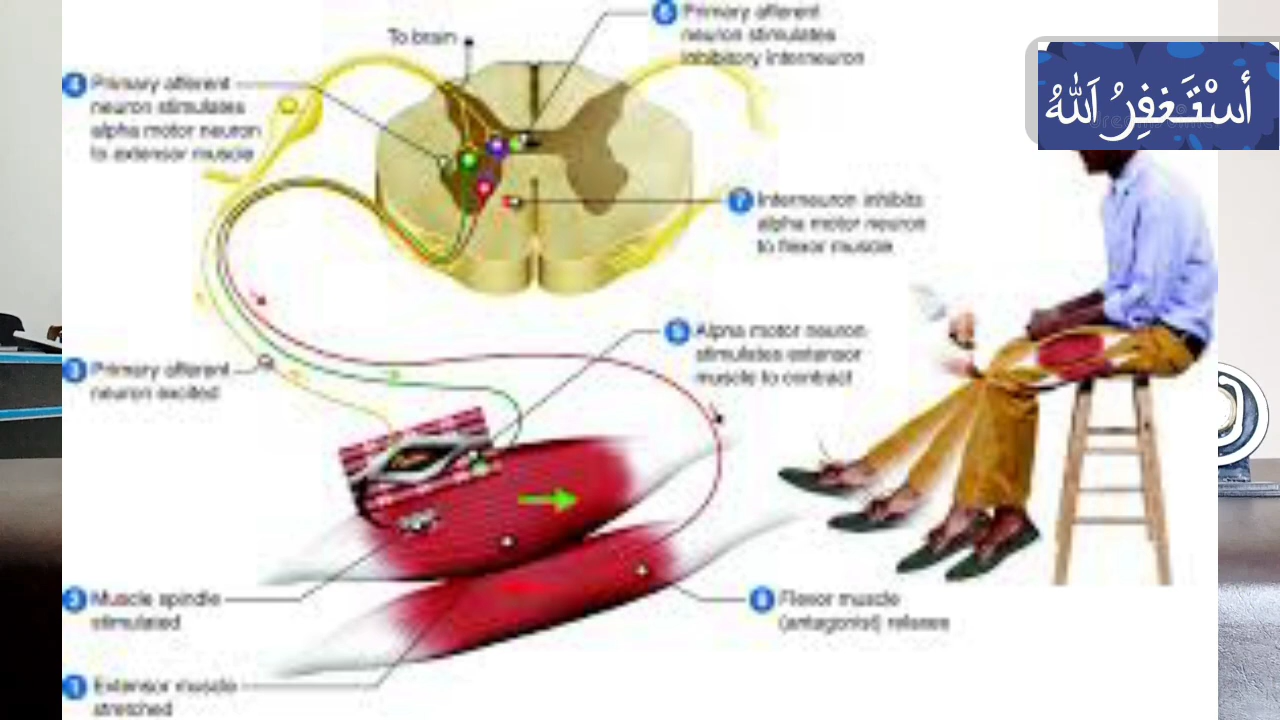 To brain
6 Primary afferent
neuron stimulates
inhibitory interneuron
4 Primary afferent
neuron stimulates
alpha motor neuron
to extensor muscle
7 Interneuron inhibits
alpha motor neuron
to flexor muscle
3 Primary afferent
neuron excited
5 Alpha motor neuron
stimulates extensor
muscle to contract
2 Muscle spindle
stimulated
8 Flexor muscle
(antagonist) relaxes
1 Extensor muscle
stretched
أَسْتَغْفِرُ اللهَ